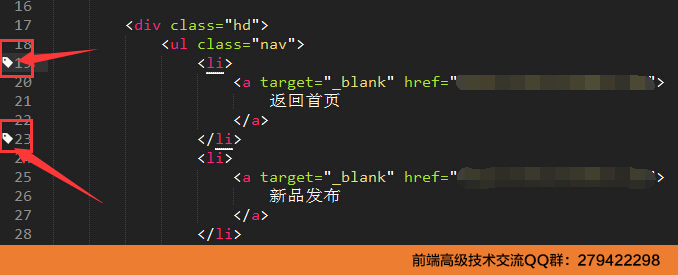 16
17 <div class="hd">
18 <ul class="nav">
19 <li>
20 <a target="_blank" href=" ">
21 返回首页
22 </a>
23 </li>
24 <li>
25 <a target="_blank" href=" ">
26 新品发布
27 </a>
28 </li>
前端高级技术交流QQ群：279422298